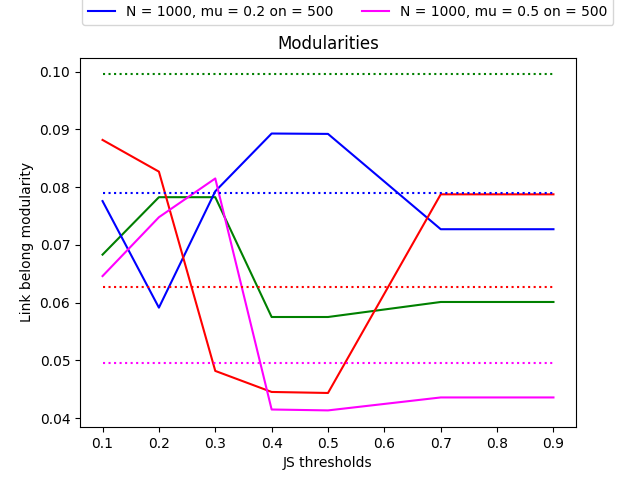 N = 1000, mu = 0.2 on = 500 N = 1000, mu = 0.5 on = 500
Modularities
0.10
0.09
0.08
0.07
0.06
0.05
0.04
Link belong modularity
0.1 0.2 0.3 0.4 0.5 0.6 0.7 0.8 0.9
JS thresholds